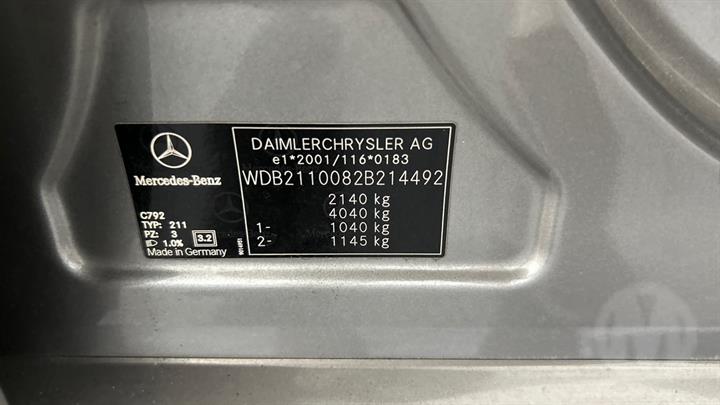 Mercedes-Benz
C792
TYP: 211
PZ: 3
1.0%
3.2
Made in Germany
DAIMLERCHRYSLER AG
e1*2001/116*0183
WDB2110082B214492
2140 kg
4040 kg
1- 1040 kg
2- 1145 kg